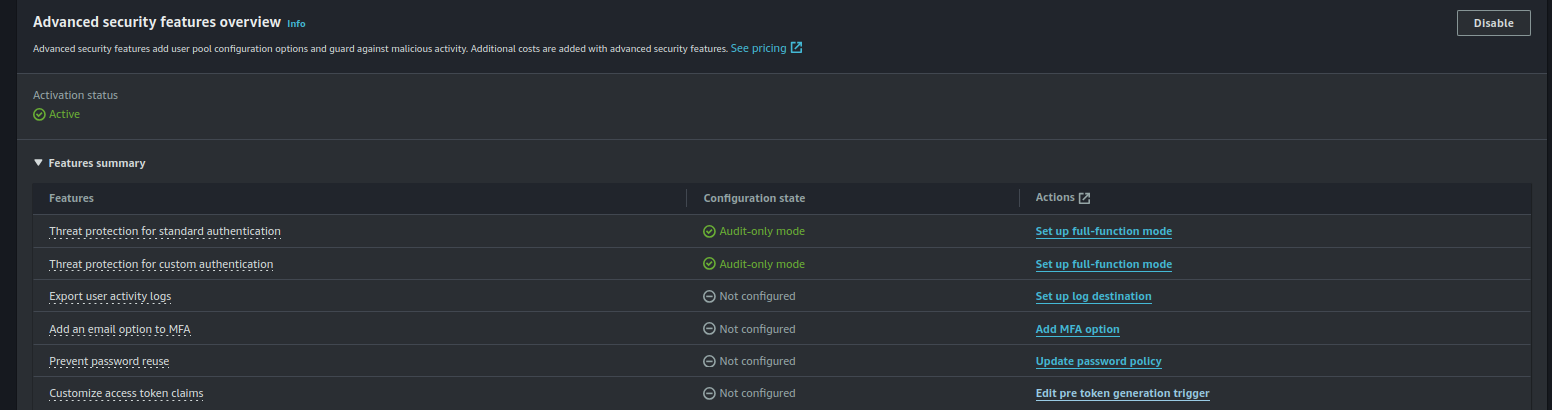 Advanced security features overview Info
Disable
Advanced security features add user pool configuration options and guard against malicious activity. Additional costs are added with advanced security features. See pricing
Activation status
Active
Features summary
Features Configuration state Actions
Threat protection for standard authentication Audit-only mode Set up full-function mode
Threat protection for custom authentication Audit-only mode Set up full-function mode
Export user activity logs Not configured Set up log destination
Add an email option to MFA Not configured Add MFA option
Prevent password reuse Not configured Update password policy
Customize access token claims Not configured Edit pre token generation trigger